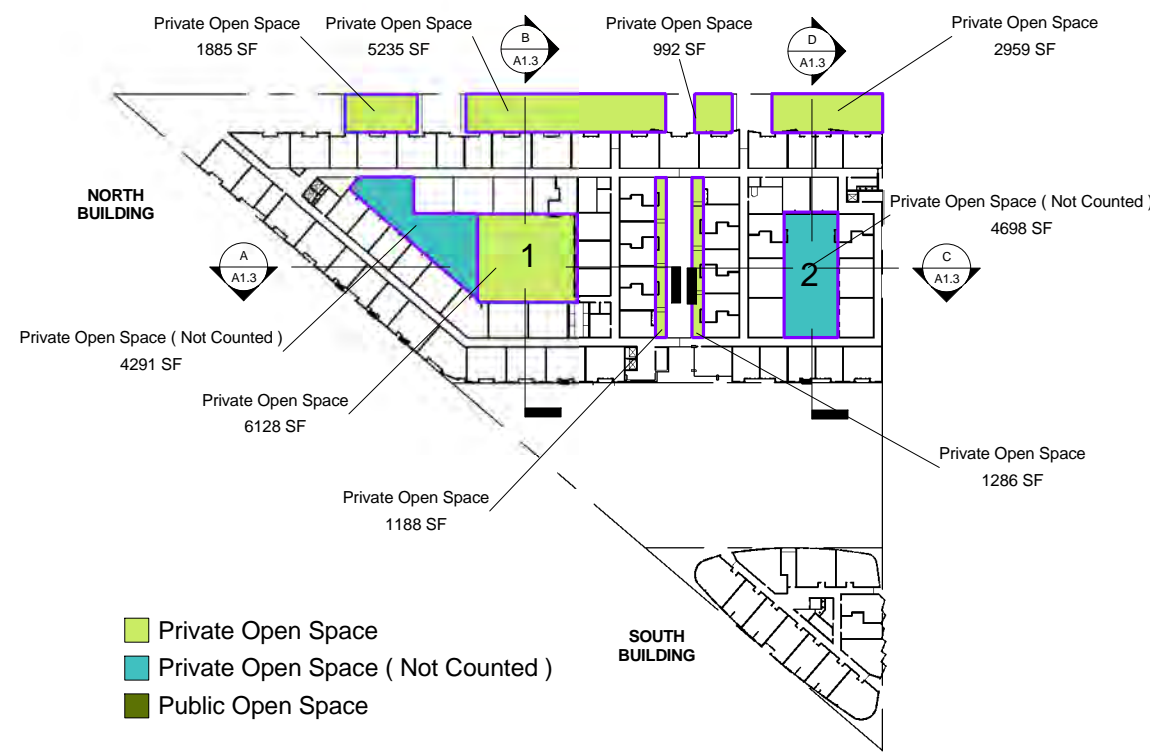 Private Open Space
1885 SF
Private Open Space
5235 SF
B
A1.3
Private Open Space
992 SF
D
A1.3
Private Open Space
2959 SF
NORTH
BUILDING
A
A1.3
1
2
Private Open Space ( Not Counted )
4698 SF
C
A1.3
Private Open Space ( Not Counted )
4291 SF
Private Open Space
6128 SF
Private Open Space
1188 SF
Private Open Space
1286 SF
SOUTH
BUILDING
Private Open Space
Private Open Space ( Not Counted )
Public Open Space